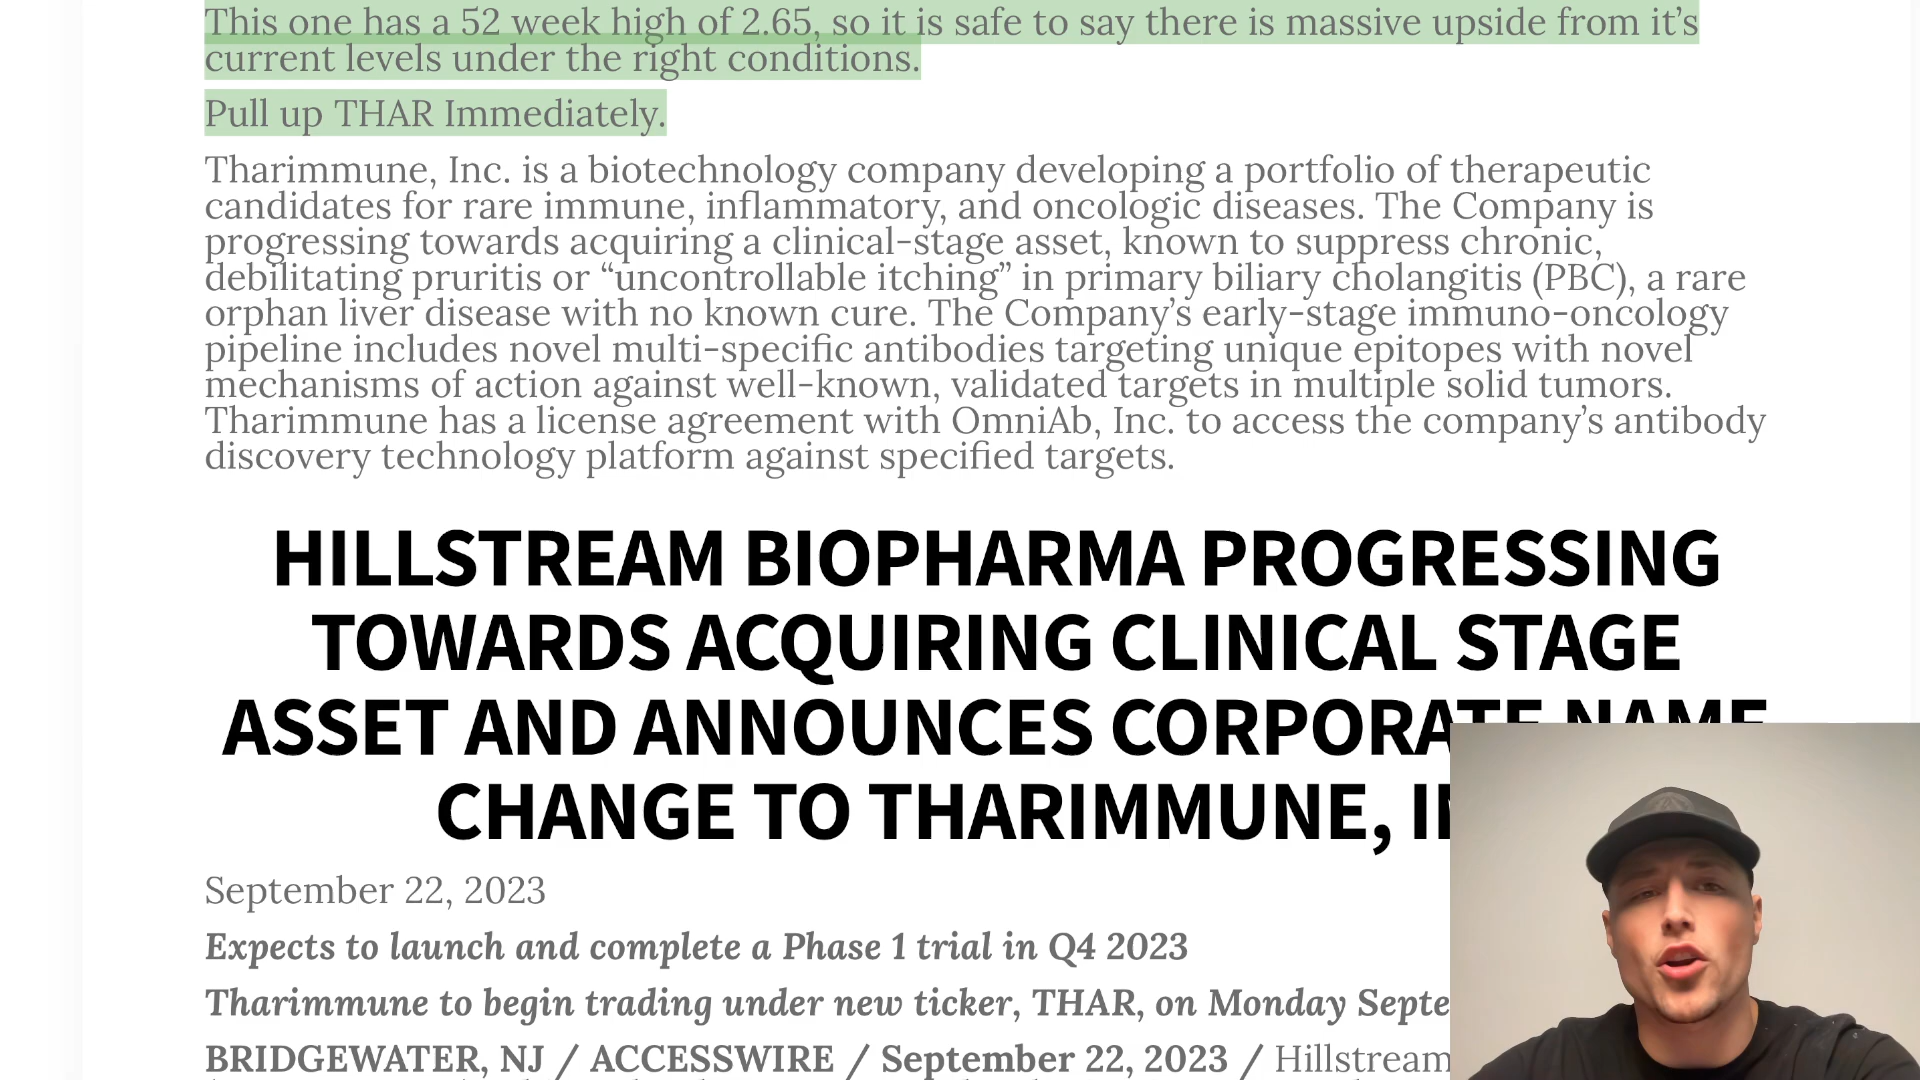 This one has a 52 week high of 2.65, so it is safe to say there is massive upside from it’s
current levels under the right conditions.
Pull up THAR Immediately.
Tharimmune, Inc. is a biotechnology company developing a portfolio of therapeutic
candidates for rare immune, inflammatory, and oncologic diseases. The Company is
progressing towards acquiring a clinical-stage asset, known to suppress chronic,
debilitating pruritis or “uncontrollable itching” in primary biliary cholangitis (PBC), a rare
orphan liver disease with no known cure. The Company’s early-stage immuno-oncology
pipeline includes novel multi-specific antibodies targeting unique epitopes with novel
mechanisms of action against well-known, validated targets in multiple solid tumors.
Tharimmune has a license agreement with OmniAb, Inc. to access the company’s antibody
discovery technology platform against specified targets.
HILLSTREAM BIOPHARMA PROGRESSING
TOWARDS ACQUIRING CLINICAL STAGE
ASSET AND ANNOUNCES CORPORATE NAME
CHANGE TO THARIMMUNE,
September 22, 2023
Expects to launch and complete a Phase 1 trial in Q4 2023
Tharimmune to begin trading under new ticker, THAR, on Monday Septe
BRIDGEWATER, NJ / ACCESSWIRE / September 22, 2023 / Hillstream